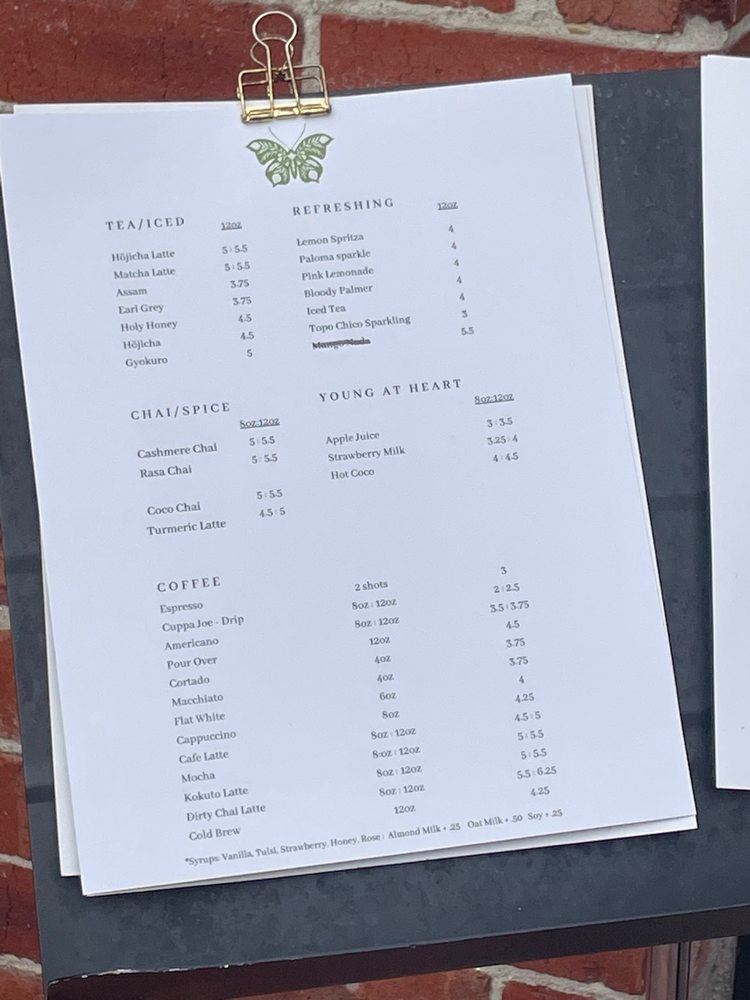 TEA/ICED 12oz
Hōjicha Latte 5 : 5.5
Matcha Latte 5 : 5.5
Assam 3.75
Earl Grey 3.75
Holy Honey 4.5
Hōjicha 4.5
Gyokuro 5
REFRESHING 12oz
Lemon Spritza 4
Paloma sparkle 4
Pink Lemonade 4
Bloody Palmer 4
Iced Tea 4
Topo Chico Sparkling 3
Mango Nada 5.5
CHAI/SPICE
8oz:12oz
Cashmere Chai 5 : 5.5
Rasa Chai 5 : 5.5
Coco Chai 5 : 5.5
Turmeric Latte 4.5 : 5
YOUNG AT HEART
8oz:12oz
Apple Juice 3 : 3.5
Strawberry Milk 3.25 : 4
Hot Coco 4 : 4.5
COFFEE
Espresso 2 shots 3
Cuppa Joe - Drip 8oz : 12oz 2 : 2.5
Americano 8oz : 12oz 3.5 : 3.75
Pour Over 12oz 4.5
Cortado 4oz 3.75
Macchiato 4oz 3.75
Flat White 6oz 4
Cappuccino 8oz 4.25
Cafe Latte 8oz : 12oz 4.5 : 5
Mocha 8:oz : 12oz 5 : 5.5
Kokuto Latte 8oz : 12oz 5 : 5.5
Dirty Chai Latte 8oz : 12oz 5.5 : 6.25
Cold Brew 12oz 4.25
*Syrups: Vanilla, Tulsi, Strawberry, Honey, Rose : Almond Milk + .25 Oat Milk + .50 Soy + .25